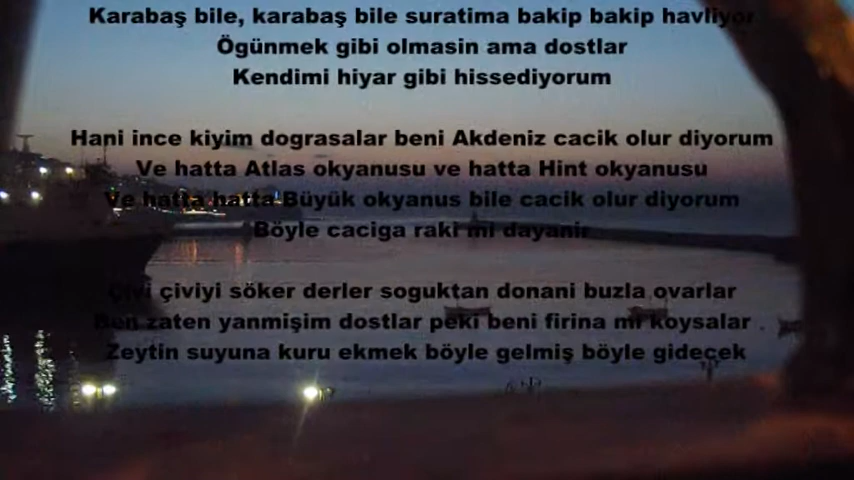 Karabaş bile, karabaş bile suratima bakip bakip havliyor
Ögünmek gibi olmasin ama dostlar
Kendimi hiyar gibi hissediyorum
Hani ince kiyim dograsalar beni Akdeniz cacik olur diyorum
Ve hatta Atlas okyanusu ve hatta Hint okyanusu
Ve hatta hatta Büyük okyanus bile cacik olur diyorum
Böyle caciga raki mi dayanir
Çivi çiviyi söker derler soguktan donani buzla ovarlar
Ben zaten yanmişim dostlar peki beni firina mi koysalar
Zeytin suyuna kuru ekmek böyle gelmiş böyle gidecek